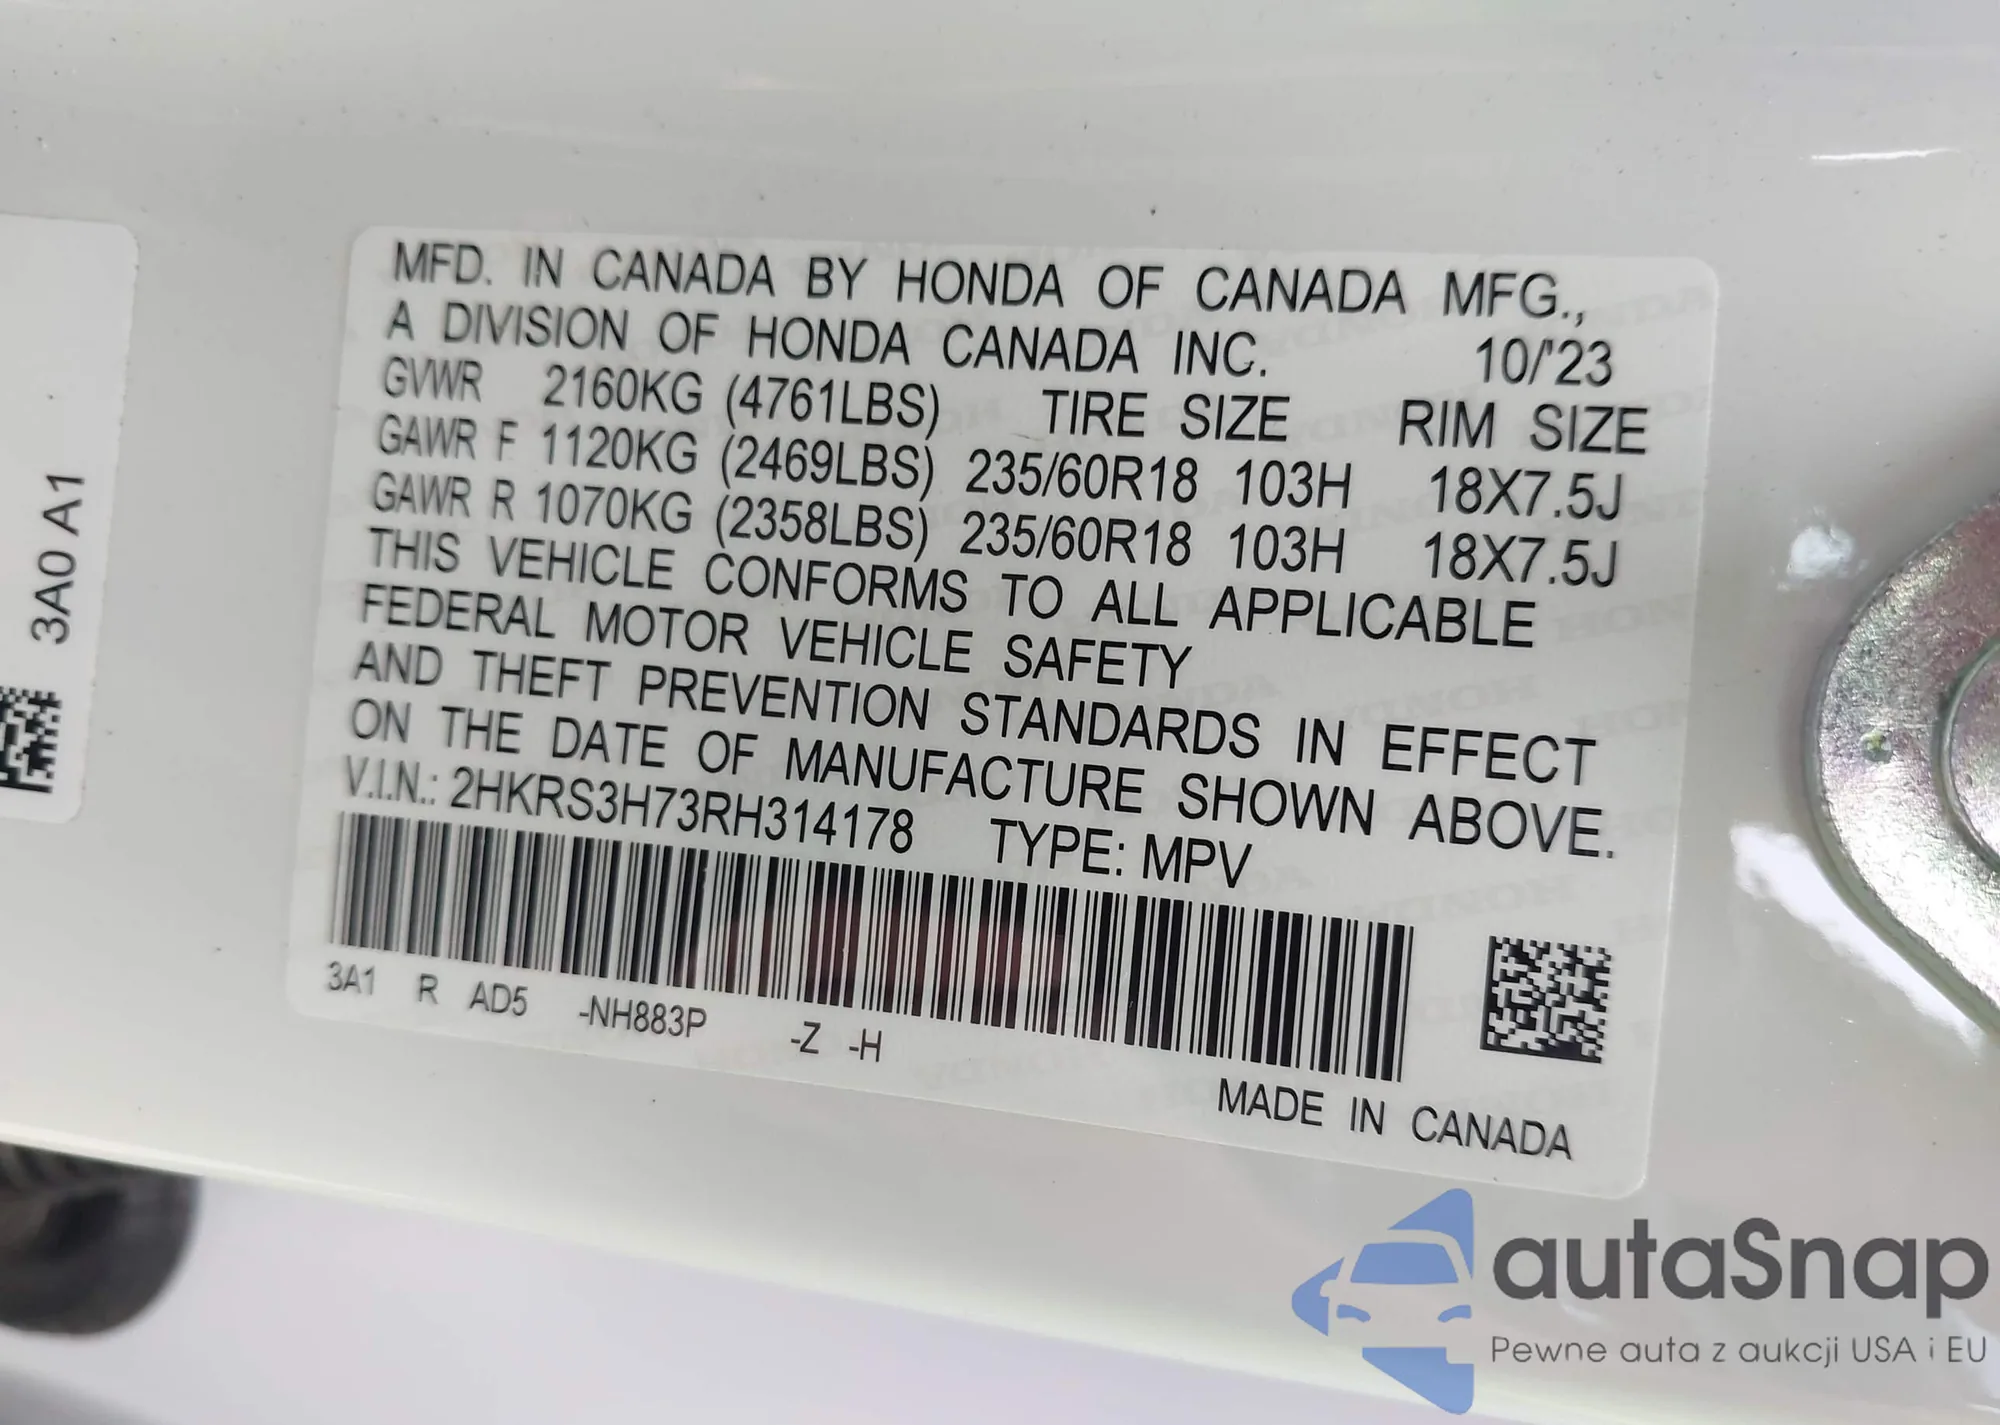 3A0 A1
MFD. IN CANADA BY HONDA OF CANADA MFG.,
A DIVISION OF HONDA CANADA INC. 10/'23
GVWR 2160KG (4761LBS) TIRE SIZE RIM SIZE
GAWR F 1120KG (2469LBS) 235/60R18 103H 18X7.5J
GAWR R 1070KG (2358LBS) 235/60R18 103H 18X7.5J
THIS VEHICLE CONFORMS TO ALL APPLICABLE
FEDERAL MOTOR VEHICLE SAFETY
AND THEFT PREVENTION STANDARDS IN EFFECT
ON THE DATE OF MANUFACTURE SHOWN ABOVE.
V.I.N.: 2HKRS3H73RH314178 TYPE: MPV
3A1 R AD5 -NH883P -Z -H
MADE IN CANADA
autaSnap
Pewne auta z aukcji USA i EU